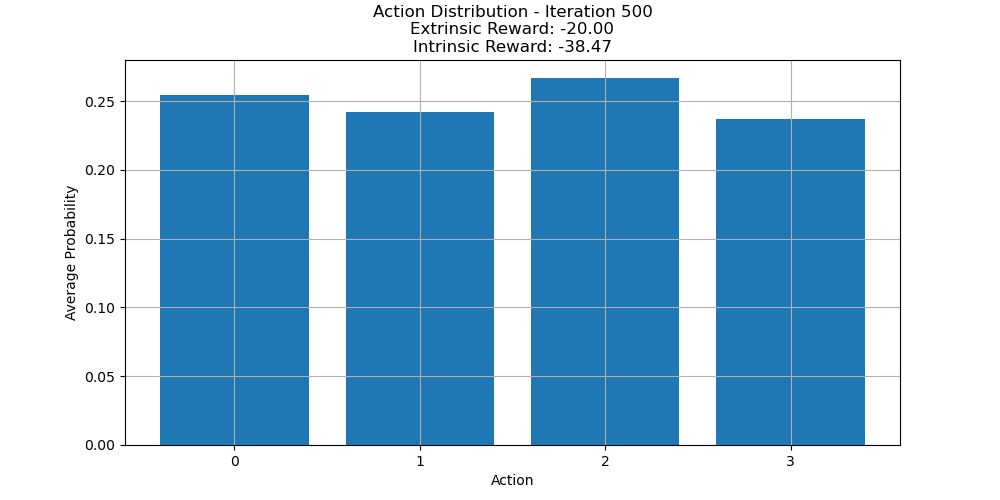 Action Distribution - Iteration 500
Extrinsic Reward: -20.00
Intrinsic Reward: -38.47
Average Probability
0.25
0.20
0.15
0.10
0.05
0.00
0 1 2 3
Action